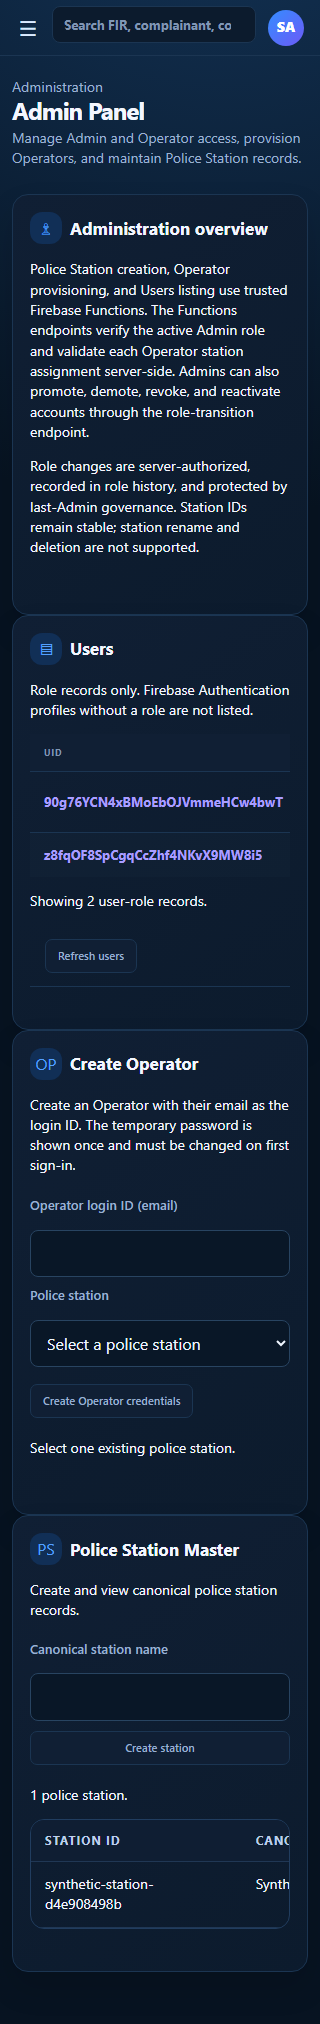 ☰
Search FIR, complainant, co
SA
Administration
Admin Panel
Manage Admin and Operator access, provision
Operators, and maintain Police Station records.
Administration overview
Police Station creation, Operator
provisioning, and Users listing use trusted
Firebase Functions. The Functions
endpoints verify the active Admin role
and validate each Operator station
assignment server-side. Admins can also
promote, demote, revoke, and reactivate
accounts through the role-transition
endpoint.
Role changes are server-authorized,
recorded in role history, and protected by
last-Admin governance. Station IDs
remain stable; station rename and
deletion are not supported.
Users
Role records only. Firebase Authentication
profiles without a role are not listed.
UID
90g76YCN4xBMoEbOJVmmeHCw4bwT
z8fqOF8SpCgqCcZhf4NKvX9MW8i5
Showing 2 user-role records.
Refresh users
OP Create Operator
Create an Operator with their email as the
login ID. The temporary password is
shown once and must be changed on first
sign-in.
Operator login ID (email)
Police station
Select a police station
Create Operator credentials
Select one existing police station.
PS Police Station Master
Create and view canonical police station
records.
Canonical station name
Create station
1 police station.
STATION ID CANO
synthetic-station- Synth
d4e908498b